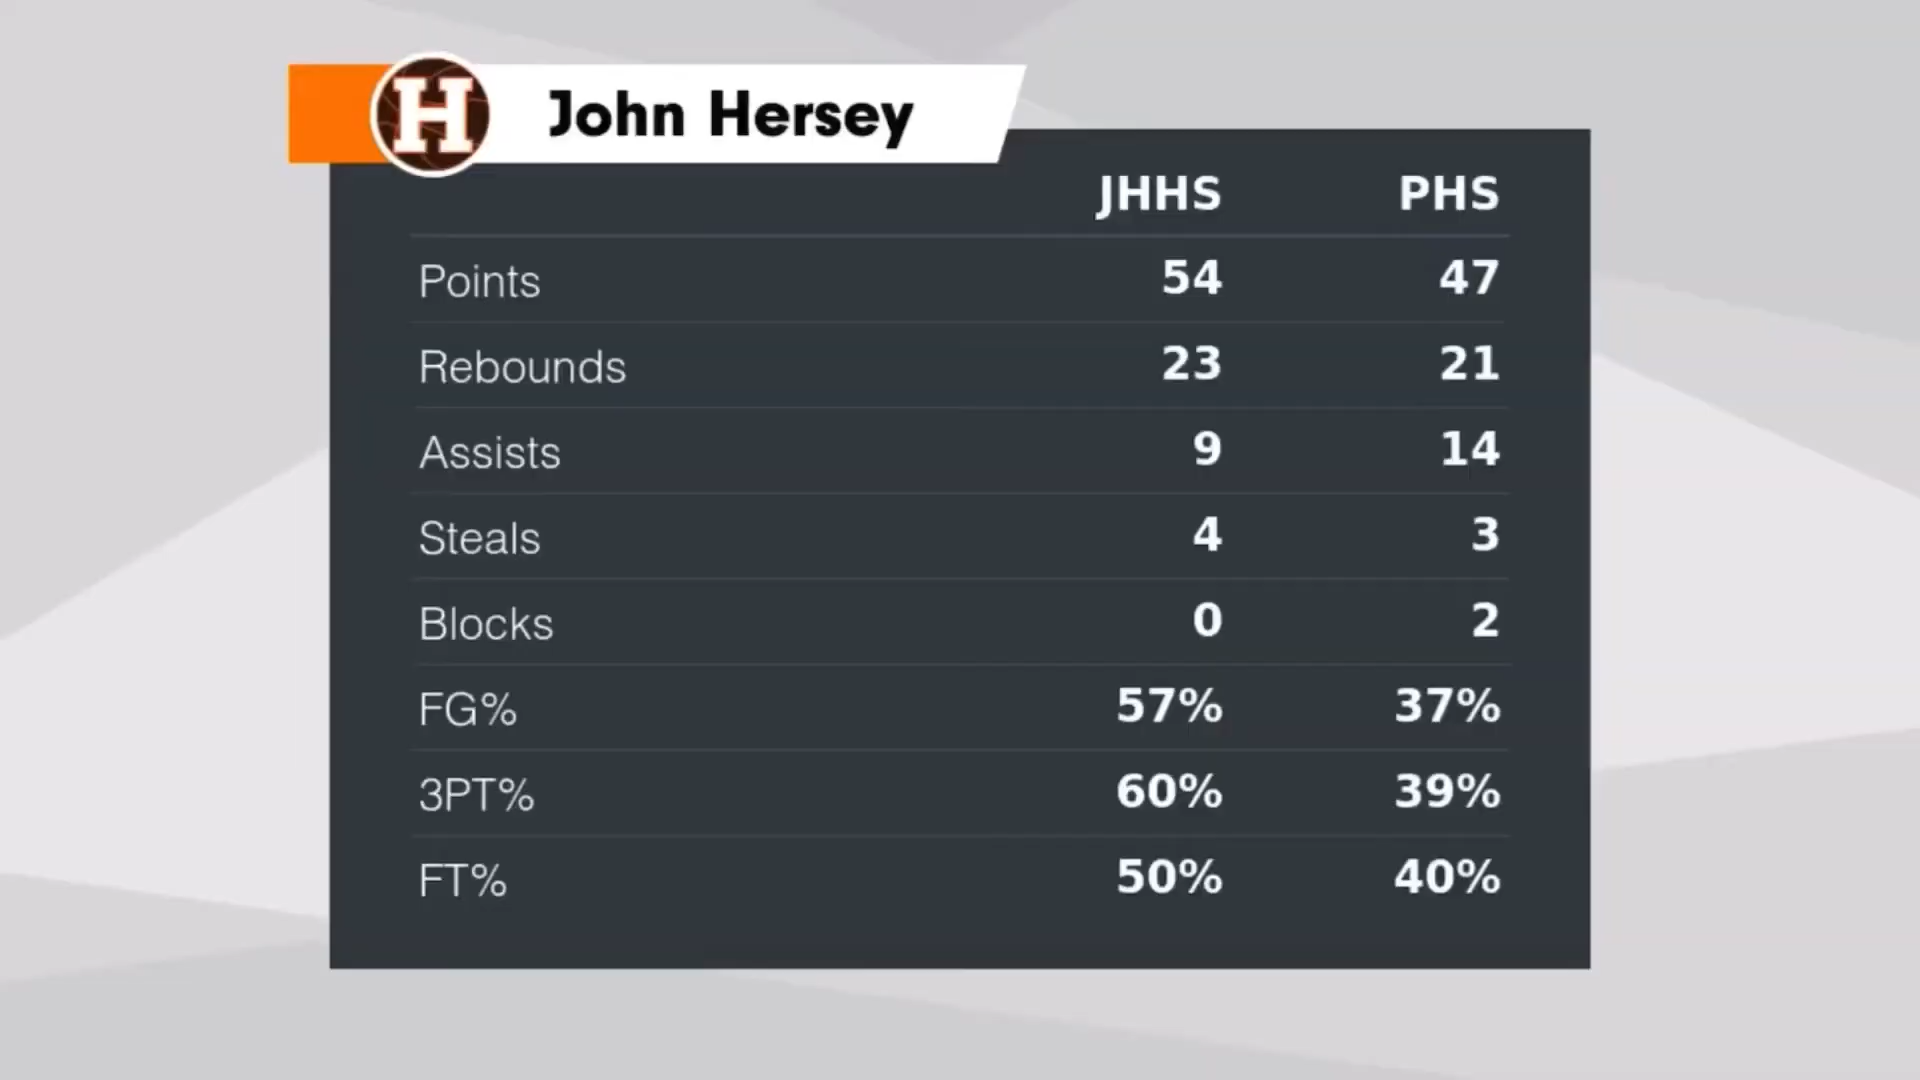 H John Hersey
JHHS PHS
Points 54 47
Rebounds 23 21
Assists 9 14
Steals 4 3
Blocks 0 2
FG% 57% 37%
3PT% 60% 39%
FT% 50% 40%